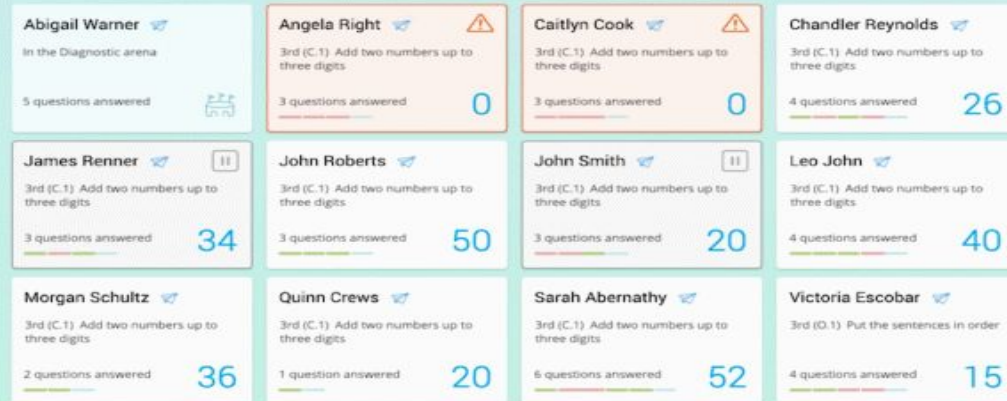 Abigail Warner
In the Diagnostic arena
5 questions answered
Angela Right
3rd (C.1) Add two numbers up to
three digits
3 questions answered
0
Caitlyn Cook
3rd (C.1) Add two numbers up to
three digits
3 questions answered
0
Chandler Reynolds
3rd (C.1) Add two numbers up to
three digits
4 questions answered
26
James Renner
3rd (C.1) Add two numbers up to
three digits
3 questions answered
34
John Roberts
3rd (C.1) Add two numbers up to
three digits
3 questions answered
50
John Smith
3rd (C.1) Add two numbers up to
three digits
3 questions answered
20
Leo John
3rd (C.1) Add two numbers up to
three digits
4 questions answered
40
Morgan Schultz
3rd (C.1) Add two numbers up to
three digits
2 questions answered
36
Quinn Crews
3rd (C.1) Add two numbers up to
three digits
1 question answered
20
Sarah Abernathy
3rd (C.1) Add two numbers up to
three digits
6 questions answered
52
Victoria Escobar
3rd (O.1) Put the sentences in order
4 questions answered
15